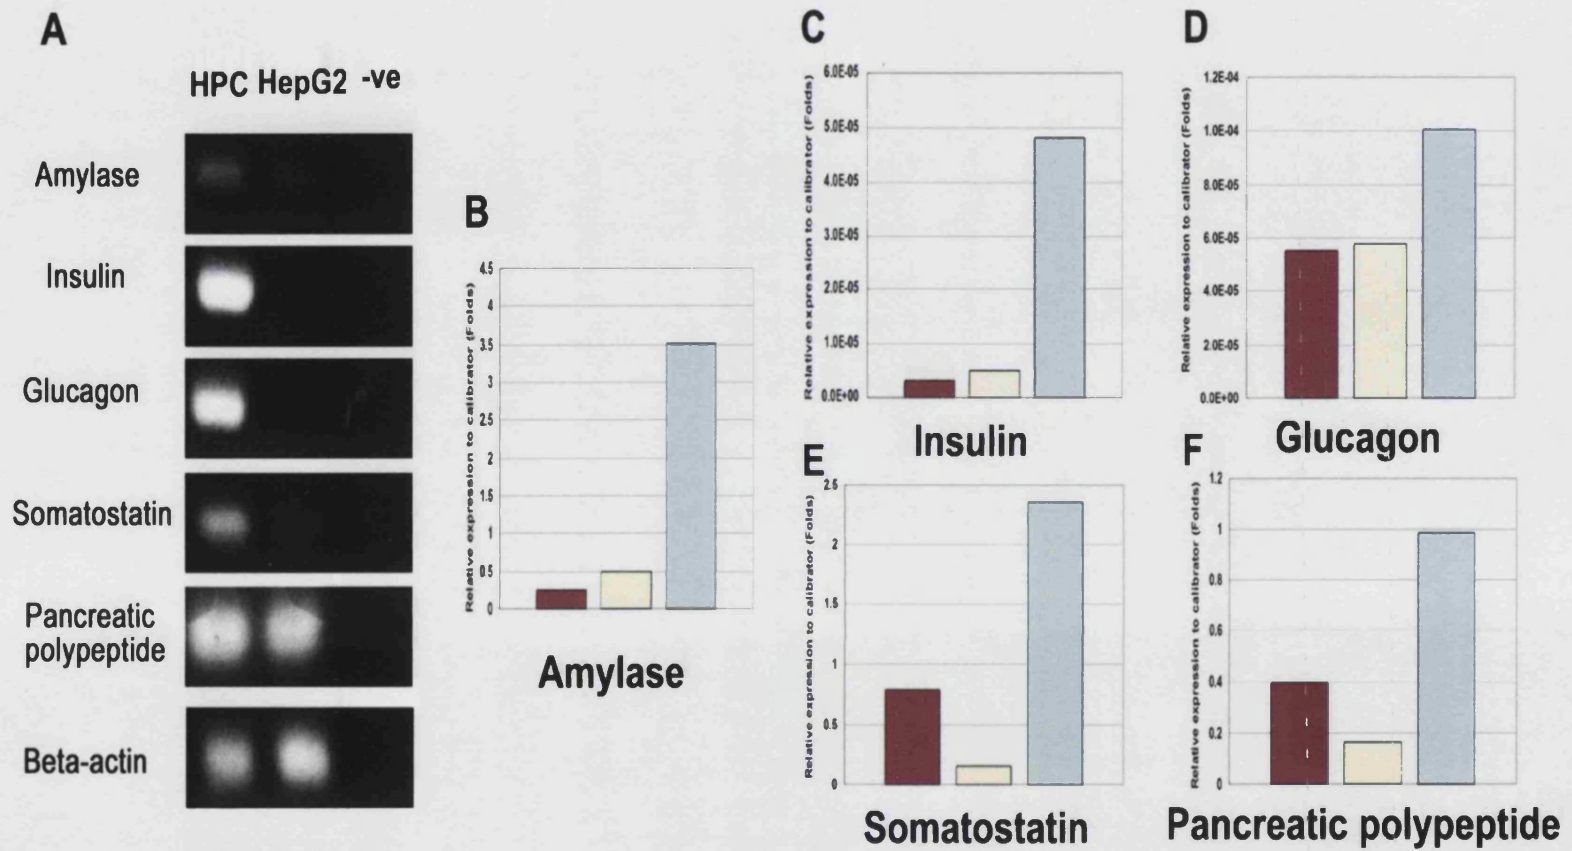 A
HPC HepG2 -ve
Amylase
Insulin
Glucagon
Somatostatin
Pancreatic
polypeptide
Beta-actin
B
Relative expression to calibrator (Folds)
4.5
4
3.5
3
2.5
2
1.5
1
0.5
0
Amylase
C
Relative expression to calibrator (Folds)
6.0E-05
5.0E-05
4.0E-05
3.0E-05
2.0E-05
1.0E-05
0.0E+00
Insulin
D
Relative expression to calibrator (Folds)
1.2E-04
1.0E-04
8.0E-05
6.0E-05
4.0E-05
2.0E-05
0.0E+00
Glucagon
E
Relative expression to calibrator (Folds)
2.5
2
1.5
1
0.5
0
Somatostatin
F
Relative expression to calibrator (Folds)
1.2
1
0.8
0.6
0.4
0.2
0
Pancreatic polypeptide